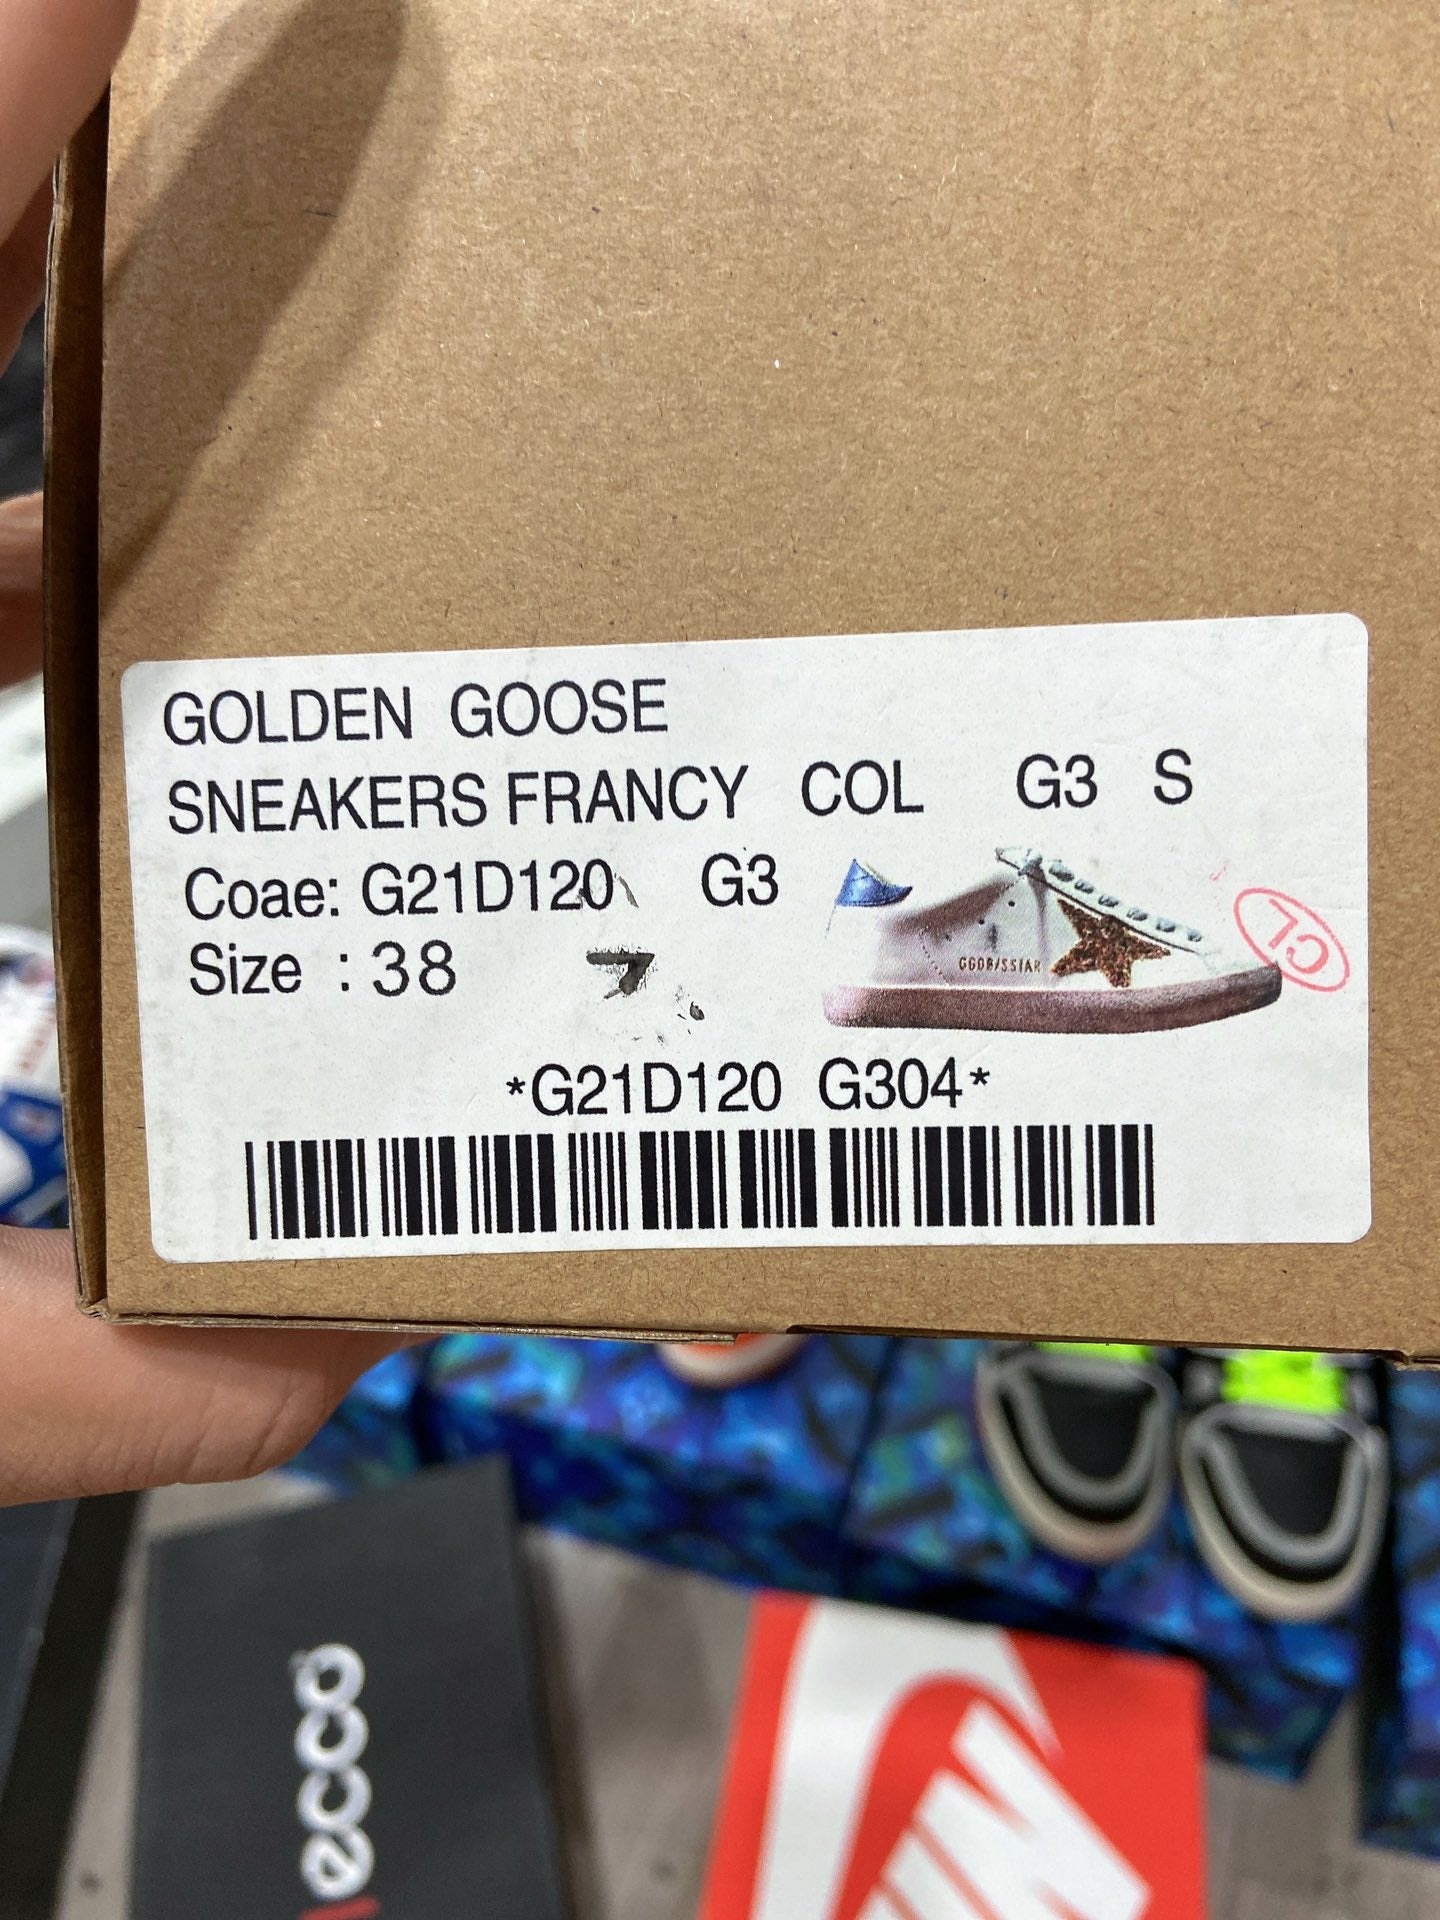 GOLDEN GOOSE
SNEAKERS FRANCY COL G3 S
Coae: G21D120 G3
Size : 38
GGDB/SSTAR
CL
*G21D120 G304*
ecco